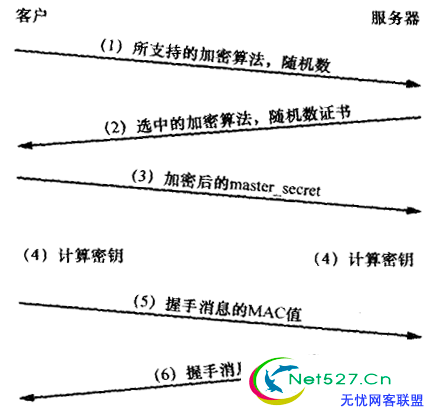 客户 服务器
(1) 所支持的加密算法,随机数
(2) 选中的加密算法,随机数证书
(3) 加密后的master_secret
(4) 计算密钥 (4) 计算密钥
(5) 握手消息的MAC值
(6) 握手消
Net527.Cn
无忧网客联盟